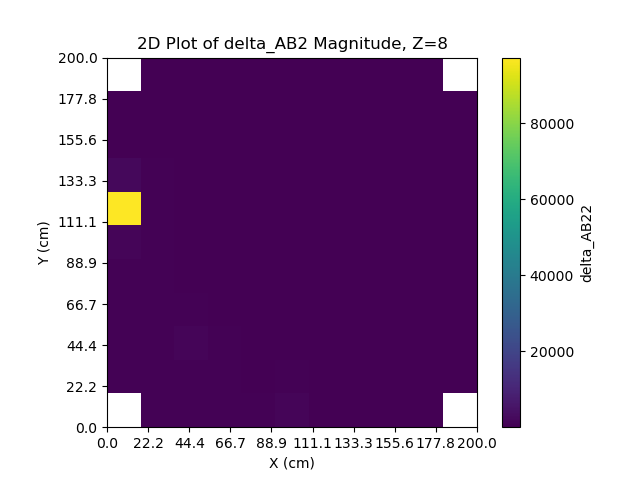 2D Plot of delta_AB2 Magnitude, Z=8
200.0
177.8
155.6
133.3
111.1
88.9
66.7
44.4
22.2
0.0
Y (cm)
0.0 22.2 44.4 66.7 88.9 111.1 133.3 155.6 177.8 200.0
X (cm)
80000
60000
40000
20000
delta_AB22